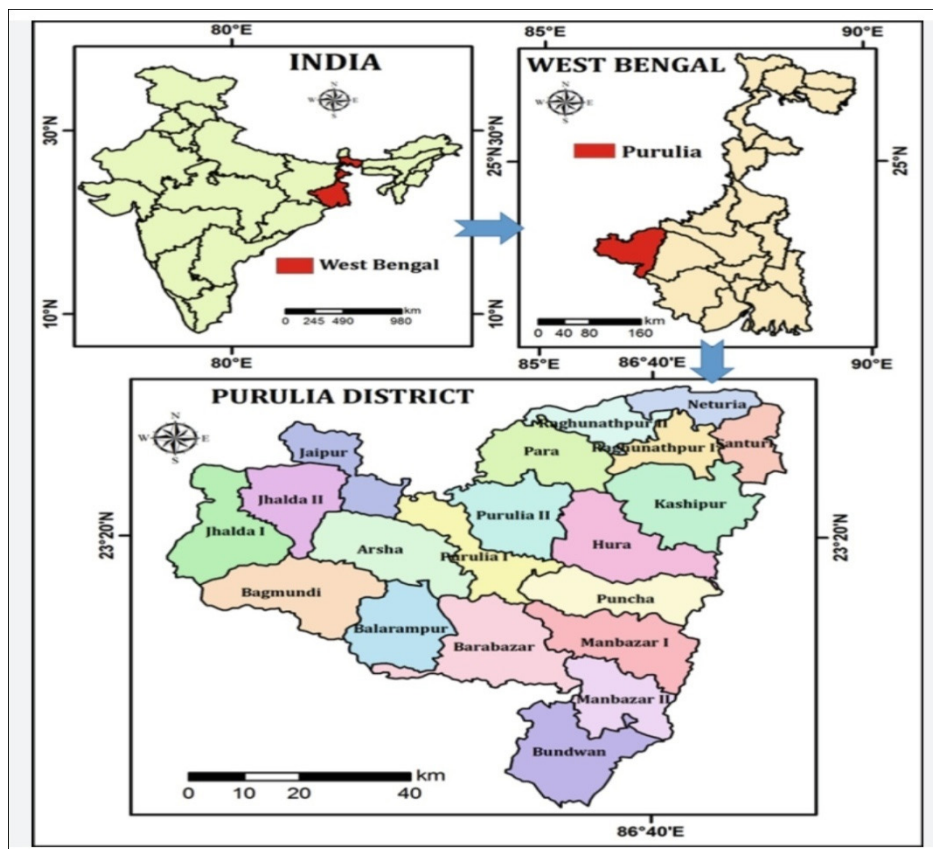 80°E
INDIA
N
W E
S
30°N
30°N
West Bengal
km
0 245 490 980
10°N
10°N
80°E
85°E
90°E
WEST BENGAL
N
W E
S
Purulia
25°N
25°N
km
0 40 80 160
85°E
90°E
86°40'E
PURULIA DISTRICT
N
W E
S
Neturia
Raghunathpur II
Jaipur
Para
Raghunathpur I
Santuri
Jhalda II
Purulia II
Kashipur
23°20'N
Jhalda I
Arsha
Purulia I
Hura
23°20'N
Bagmundi
Puncha
Balarampur
Barabazar
Manbazar I
Manbazar II
Bundwan
km
0 10 20 40
86°40'E